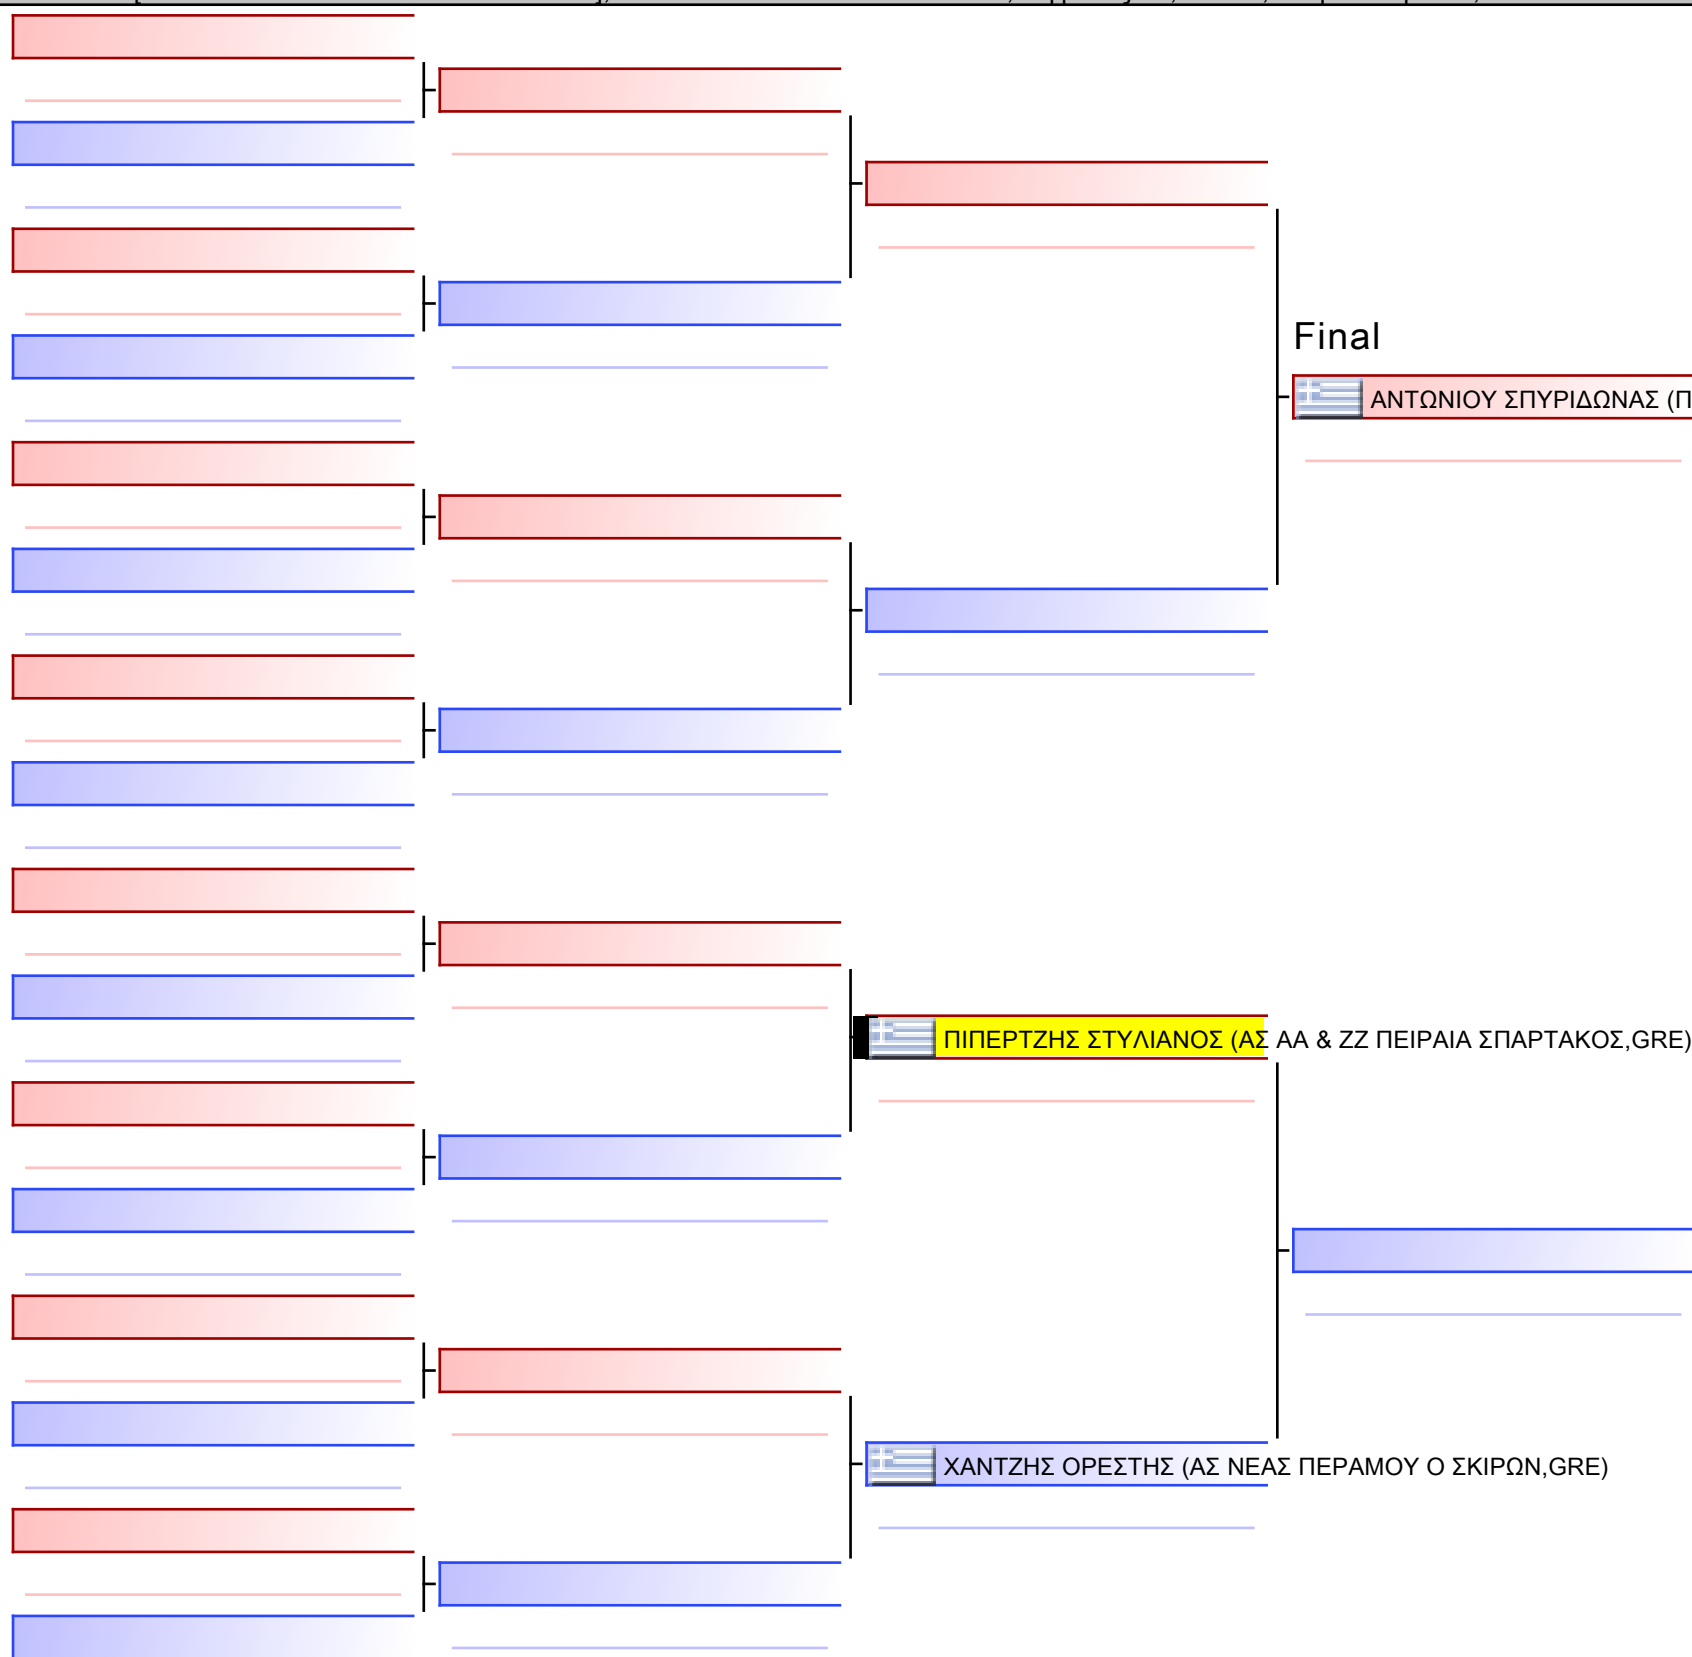 Final
ΑΝΤΩΝΙΟΥ ΣΠΥΡΙΔΩΝΑΣ (Π
ΠΙΠΕΡΤΖΗΣ ΣΤΥΛΙΑΝΟΣ (ΑΣ ΑΑ & ΖΖ ΠΕΙΡΑΙΑ ΣΠΑΡΤΑΚΟΣ,GRE)
ΧΑΝΤΖΗΣ ΟΡΕΣΤΗΣ (ΑΣ ΝΕΑΣ ΠΕΡΑΜΟΥ Ο ΣΚΙΡΩΝ,GRE)